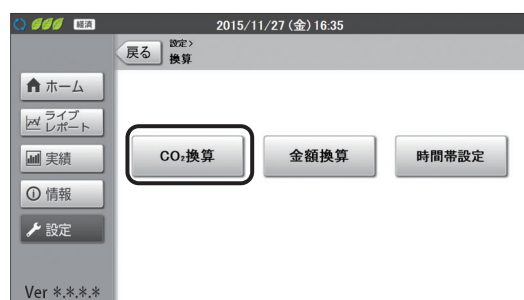 経済 2015/11/27 (金) 16:35
戻る
設定>
換算
ホーム
ライブ
レポート
実績
情報
設定
CO₂換算 金額換算 時間帯設定
Ver *.*.*.*